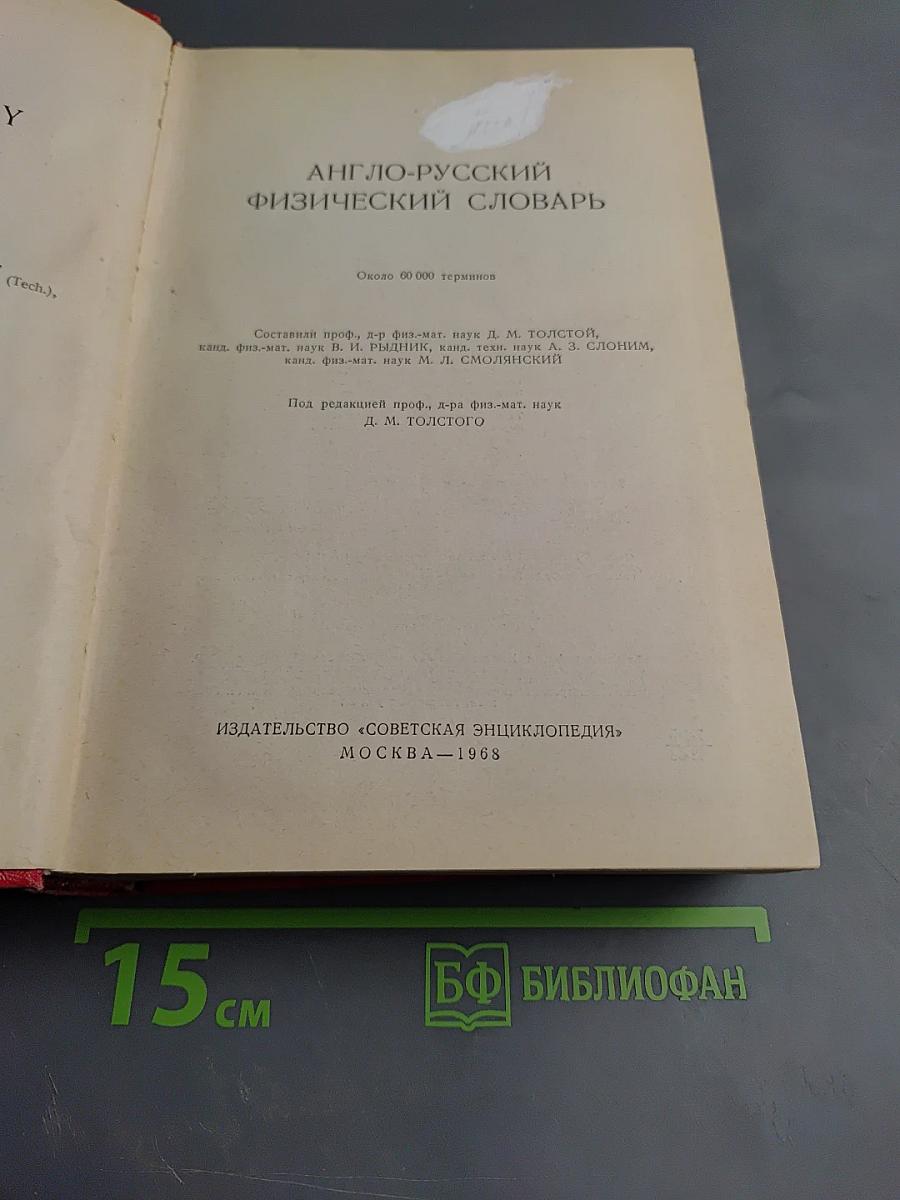 Y
(Tech.),
АНГЛО-РУССКИЙ
ФИЗИЧЕСКИЙ СЛОВАРЬ
Около 60 000 терминов
Составили проф., д-р физ.-мат. наук Д. М. ТОЛСТОЙ,
канд. физ.-мат. наук В. И. РЫДНИК, канд. техн. наук А. З. СЛОНИМ,
канд. физ.-мат. наук М. Л. СМОЛЯНСКИЙ
Под редакцией проф., д-ра физ.-мат. наук
Д. М. ТОЛСТОГО
ИЗДАТЕЛЬСТВО «СОВЕТСКАЯ ЭНЦИКЛОПЕДИЯ»
МОСКВА—1968
15 см
БФ БИБЛИОФАН